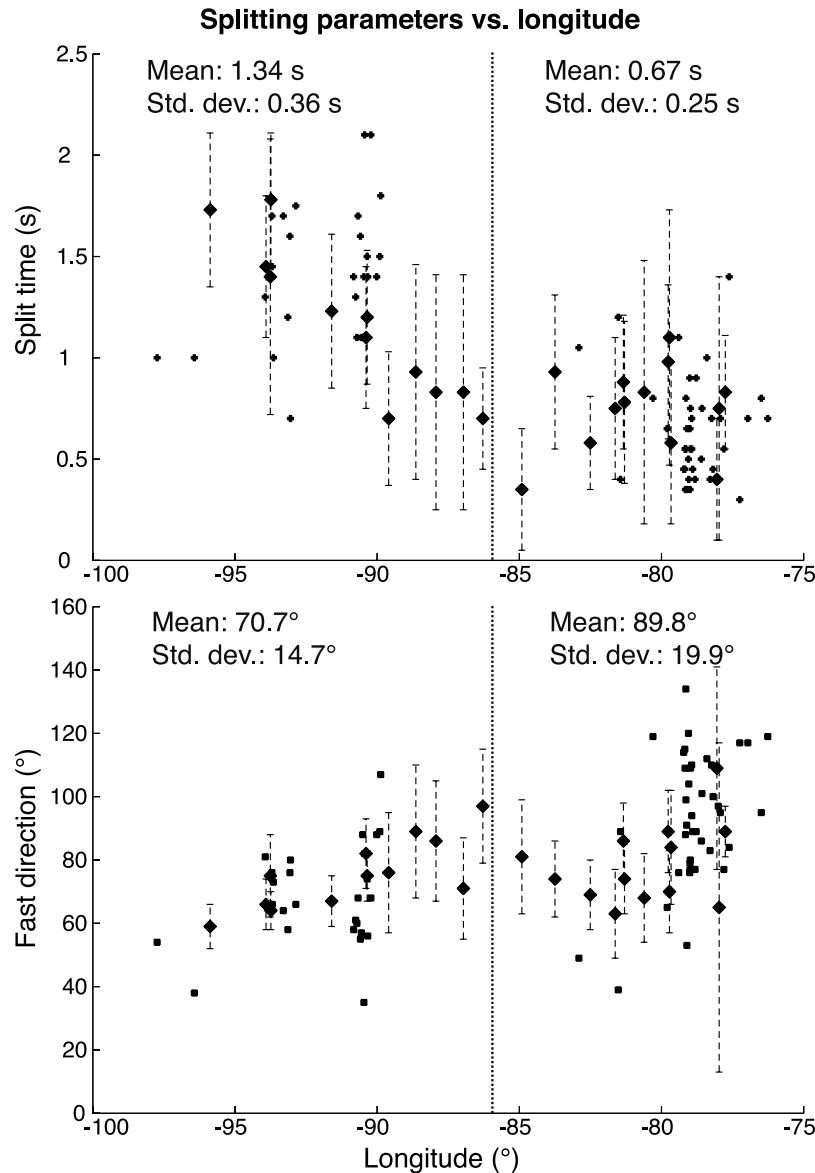 Splitting parameters vs. longitude
2.5
Mean: 1.34 s
Std. dev.: 0.36 s
Mean: 0.67 s
Std. dev.: 0.25 s
2
1.5
1
0.5
0
Split time (s)
-100
-95
-90
-85
-80
-75
160
Mean: 70.7°
Std. dev.: 14.7°
Mean: 89.8°
Std. dev.: 19.9°
140
120
100
80
60
40
20
0
Fast direction (°)
-100
-95
-90
-85
-80
-75
Longitude (°)